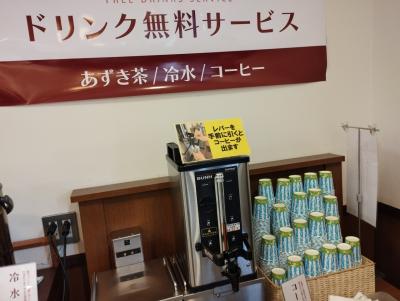 FREE DRINKS SERVICE
ドリンク無料サービス
あずき茶/冷水/コーヒー
レバーを
手前に引くと
コーヒーが
出ます
BUNN
冷水